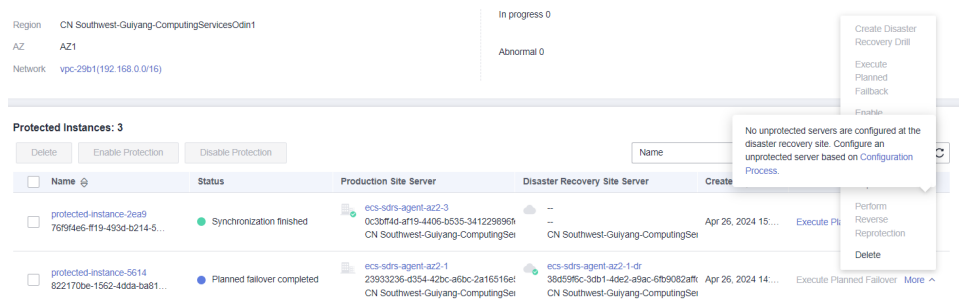 In progress 0
Region CN Southwest-Guiyang-ComputingServicesOdin1
AZ AZ1
Abnormal 0
Network vpc-29b1(192.168.0.0/16)
Create Disaster
Recovery Drill
Execute
Planned
Failback
Enable
Protected Instances: 3
No unprotected servers are configured at the
disaster recovery site. Configure an
unprotected server based on Configuration
Process.
Delete Enable Protection Disable Protection Name
Name Status Production Site Server Disaster Recovery Site Server Create
protected-instance-2ea9 ecs-sdrs-agent-az2-3 --
76f9f4e6-ff19-493d-b214-5... Synchronization finished 0c3bff4d-af19-4406-b535-341229896f -- Apr 26, 2024 15:... Execute Pla
CN Southwest-Guiyang-ComputingSer CN Southwest-Guiyang-ComputingSer
Perform
Reverse
Reprotection
Delete
protected-instance-5614 ecs-sdrs-agent-az2-1 ecs-sdrs-agent-az2-1-dr
822170be-1562-4dda-ba81... Planned failover completed 23933236-d354-42bc-a6bc-2a16516e5 38d59f6c-3db1-4de2-a9ac-6fb9082aff Apr 26, 2024 14:... Execute Planned Failover More
CN Southwest-Guiyang-ComputingSer CN Southwest-Guiyang-ComputingSer